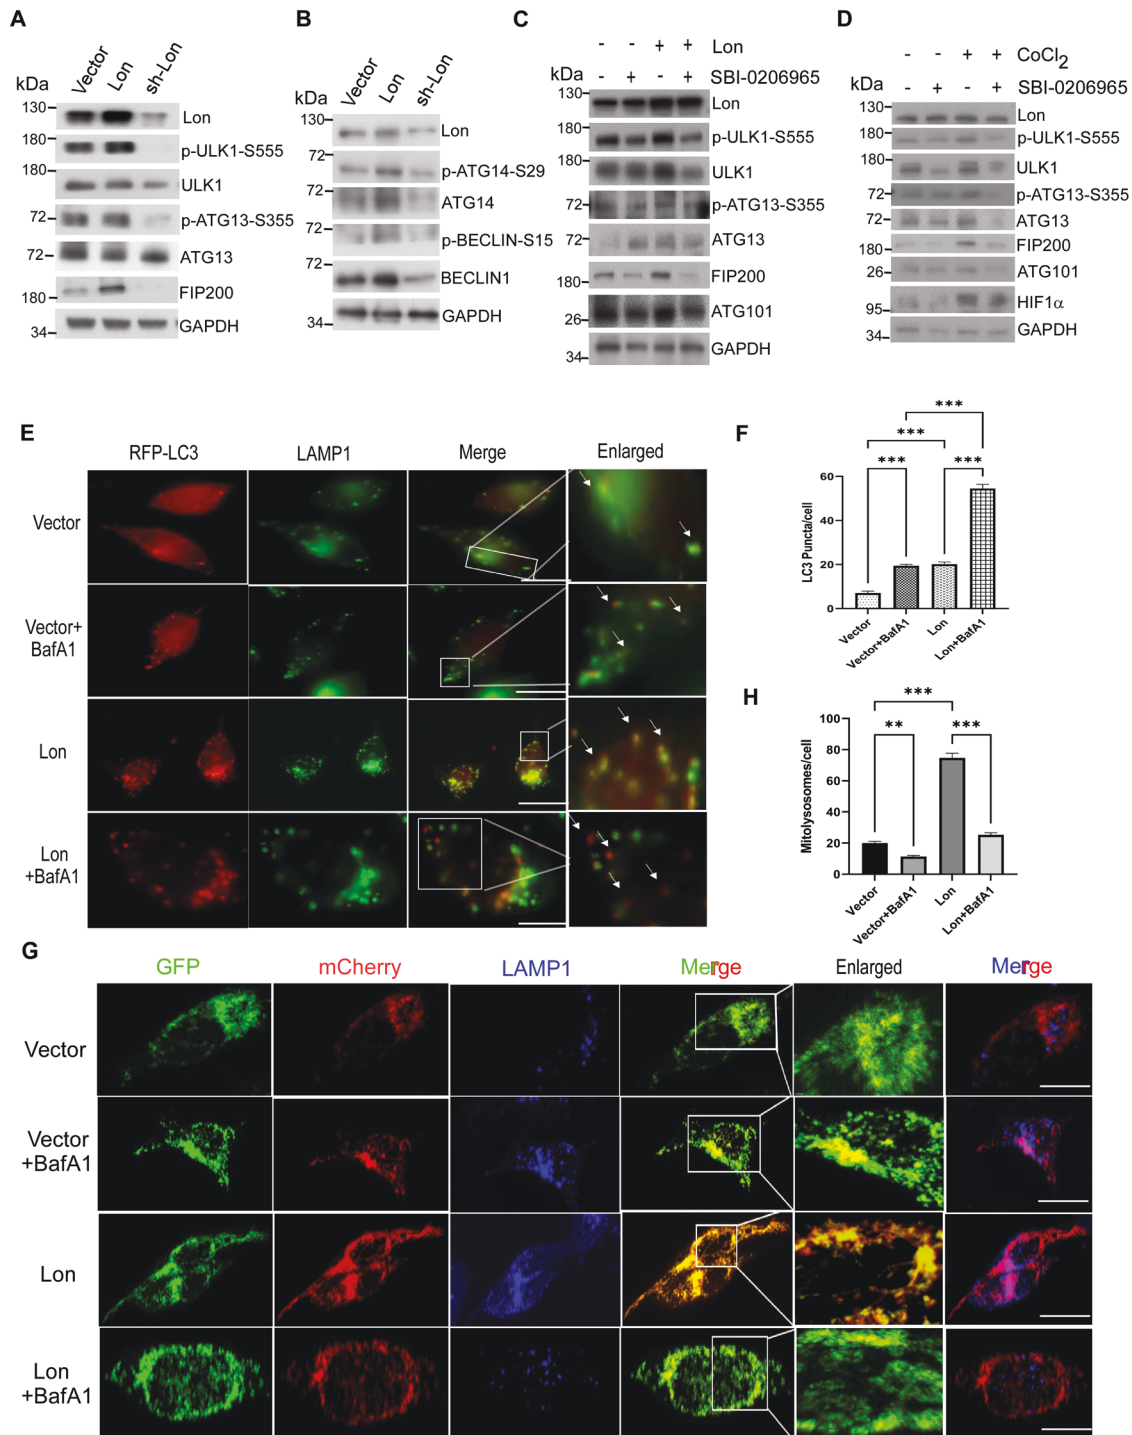 A
Vector
Lon
sh-Lon
kDa
130
Lon
180
p-ULK1-S555
180
ULK1
72
p-ATG13-S355
72
ATG13
180
FIP200
34
GAPDH
B
Vector
Lon
sh-Lon
kDa
130
Lon
72
p-ATG14-S29
72
ATG14
72
p-BECLIN-S15
72
BECLIN1
34
GAPDH
C
- - + + Lon
- + - + SBI-0206965
kDa
130
Lon
180
p-ULK1-S555
180
ULK1
72
p-ATG13-S355
72
ATG13
180
FIP200
26
ATG101
34
GAPDH
D
- - + + CoCl2
- + - + SBI-0206965
kDa
130
Lon
180
p-ULK1-S555
180
ULK1
72
p-ATG13-S355
72
ATG13
180
FIP200
26
ATG101
95
HIF1α
34
GAPDH
E
RFP-LC3 LAMP1 Merge Enlarged
Vector
Vector+
BafA1
Lon
Lon
+BafA1
F
***
***
*** ***
LC3 Puncta/cell
60
40
20
0
Vector
Vector+BafA1
Lon
Lon+BafA1
H
***
** ***
Mitolysosomes/cell
100
80
60
40
20
0
Vector
Vector+BafA1
Lon
Lon+BafA1
G
GFP mCherry LAMP1 Merge Enlarged Merge
Vector
Vector
+BafA1
Lon
Lon
+BafA1